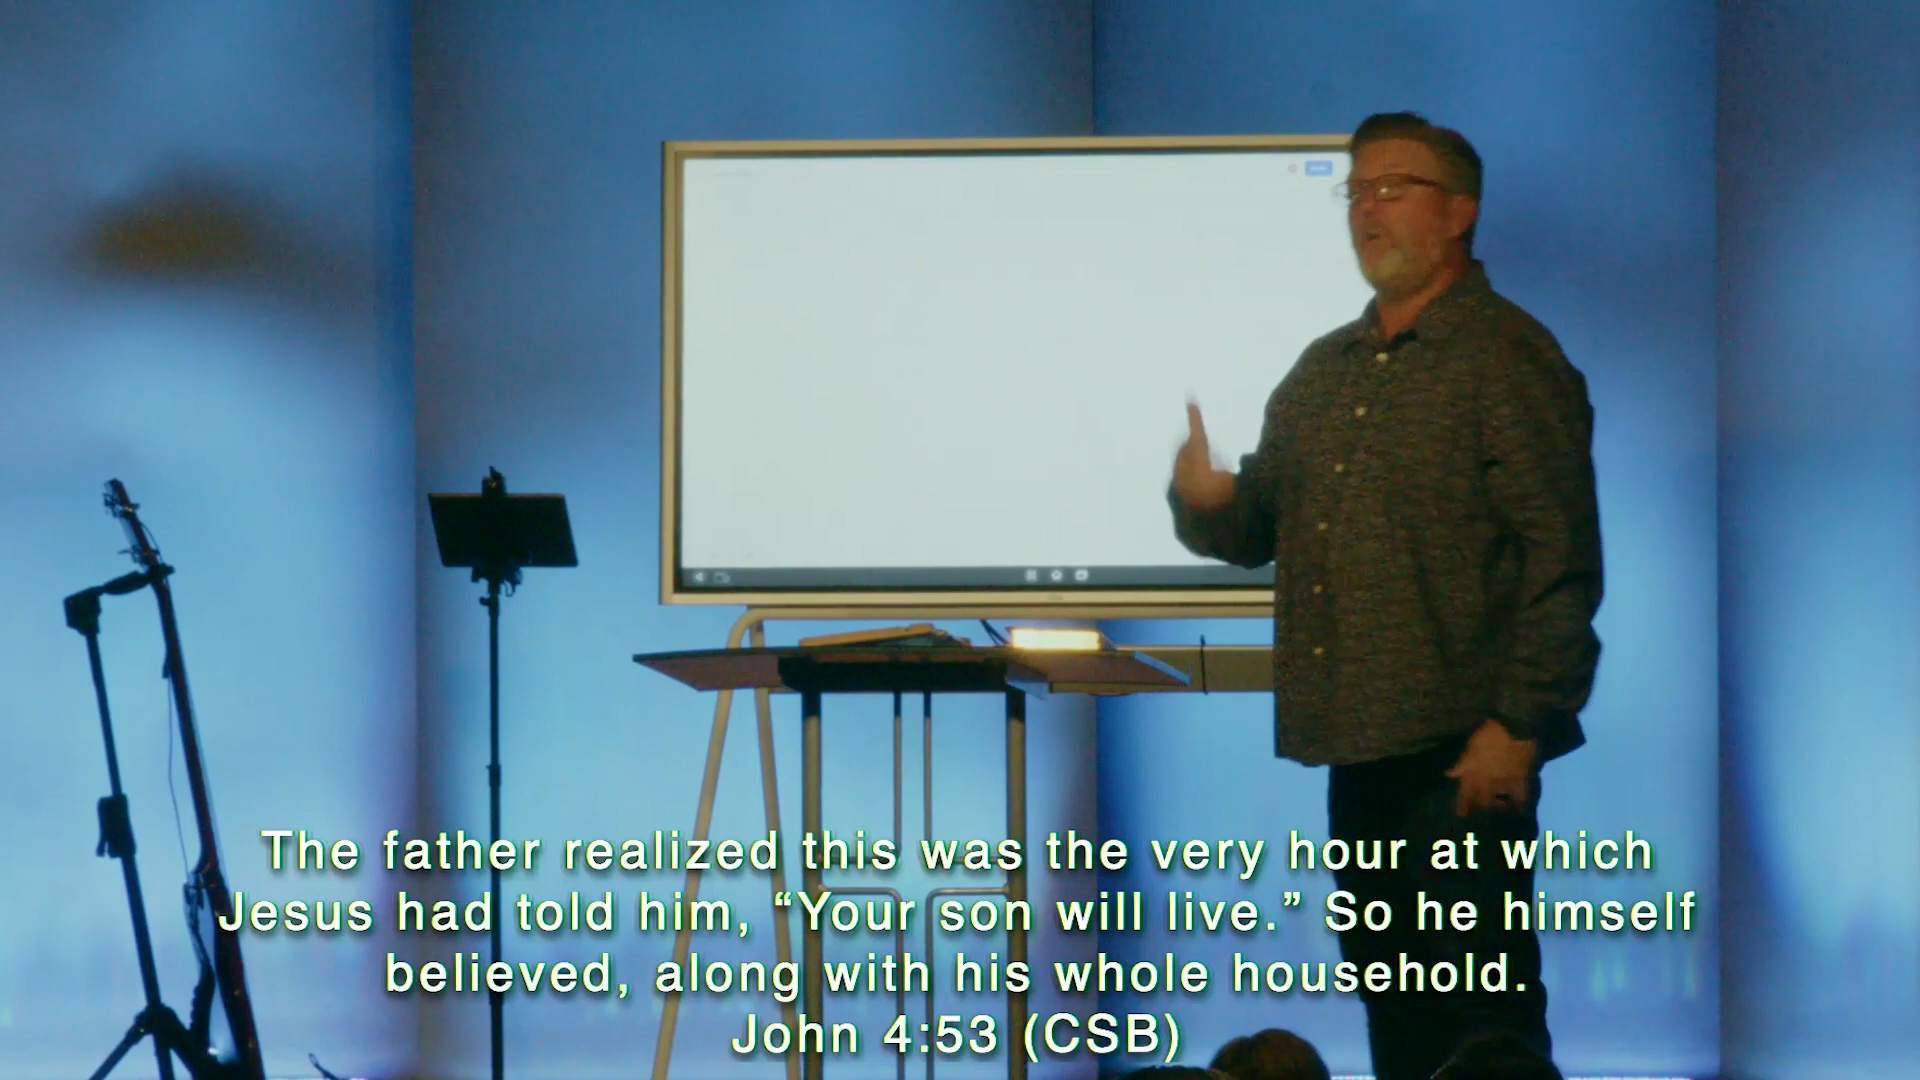 The father realized this was the very hour at which
Jesus had told him, “Your son will live.” So he himself
believed, along with his whole household.
John 4:53 (CSB)